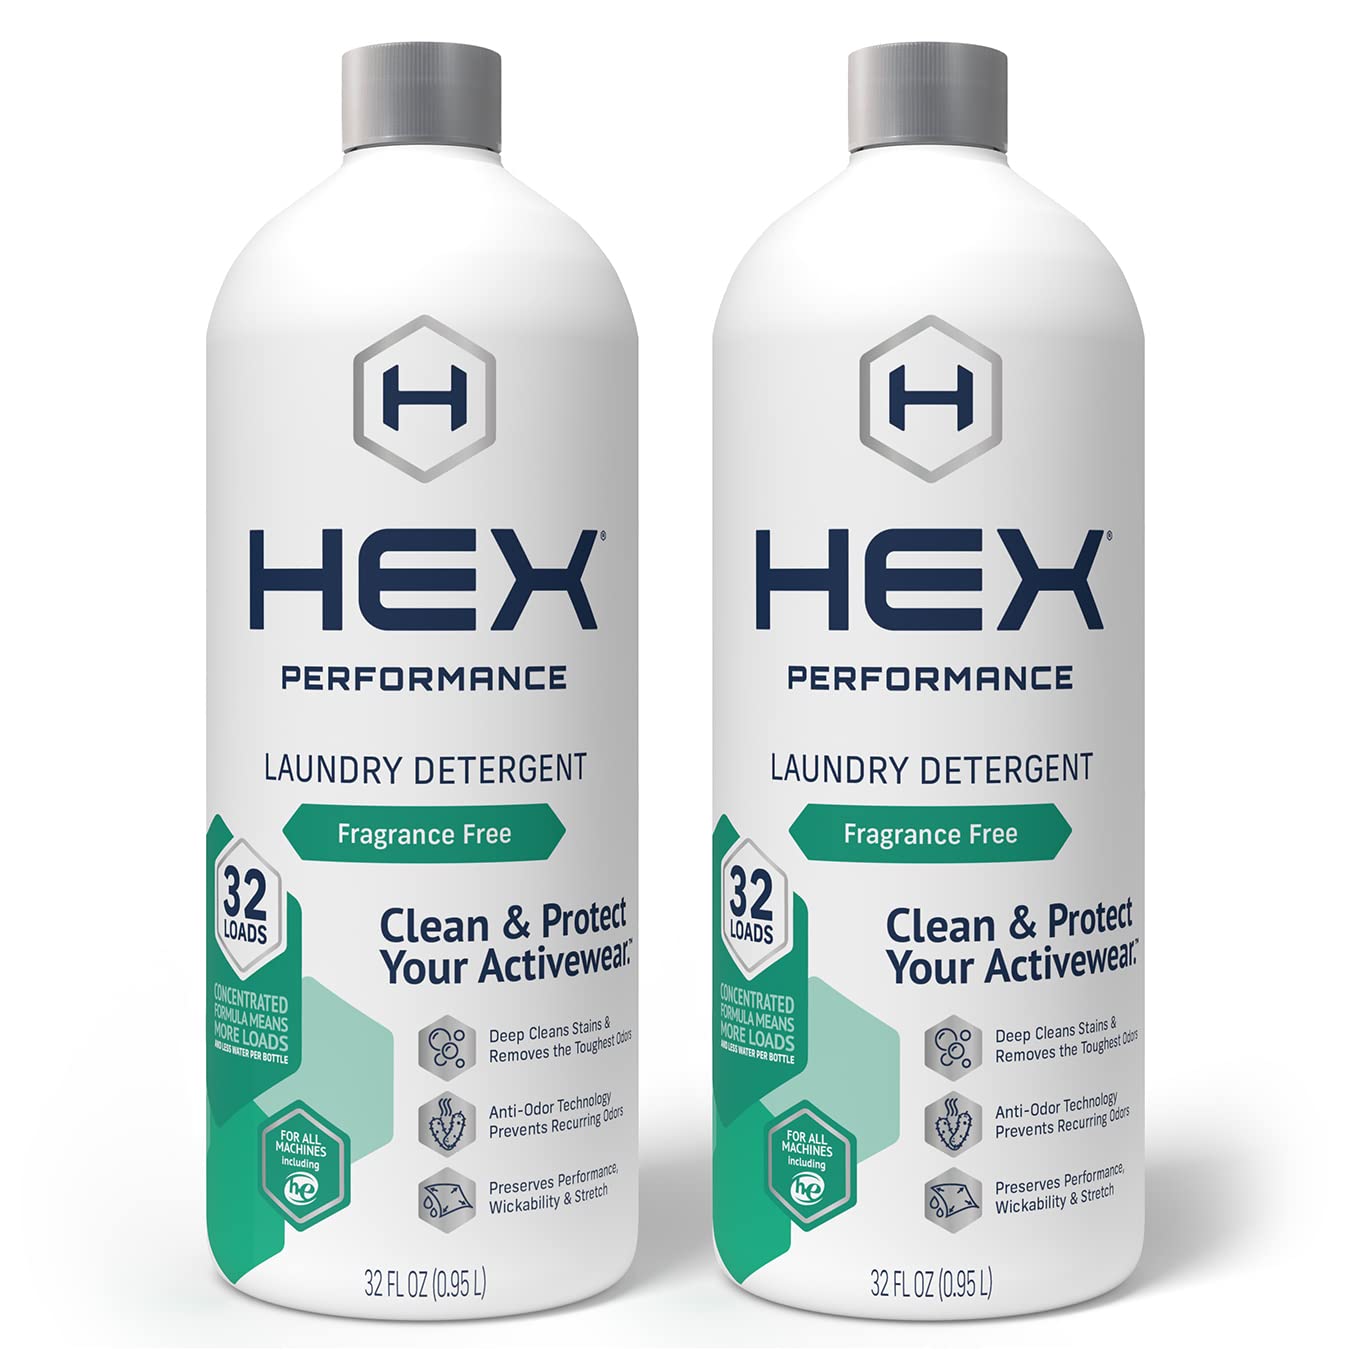 H
HEX®
PERFORMANCE
LAUNDRY DETERGENT
Fragrance Free
32
LOADS
CONCENTRATED
FORMULA MEANS
MORE LOADS
AND LESS WATER PER BOTTLE
Clean & Protect
Your Activewear.™
Deep Cleans Stains &
Removes the Toughest Odors
Anti-Odor Technology
Prevents Recurring Odors
Preserves Performance,
Wickability & Stretch
FOR ALL
MACHINES
including
he
32 FL OZ (0.95 L)
H
HEX®
PERFORMANCE
LAUNDRY DETERGENT
Fragrance Free
32
LOADS
CONCENTRATED
FORMULA MEANS
MORE LOADS
AND LESS WATER PER BOTTLE
Clean & Protect
Your Activewear.™
Deep Cleans Stains &
Removes the Toughest Odors
Anti-Odor Technology
Prevents Recurring Odors
Preserves Performance,
Wickability & Stretch
FOR ALL
MACHINES
including
he
32 FL OZ (0.95 L)